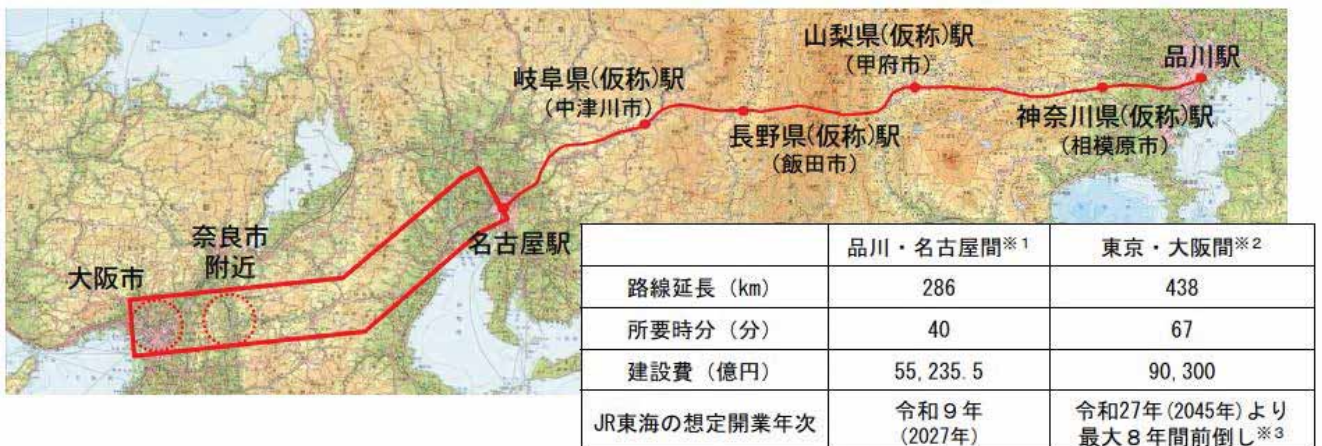 山梨県(仮称)駅
(甲府市)
品川駅
岐阜県(仮称)駅
(中津川市)
長野県(仮称)駅
(飯田市)
神奈川県(仮称)駅
(相模原市)
奈良市
附近
大阪市
名古屋駅
品川・名古屋間※1 東京・大阪間※2
路線延長(km) 286 438
所要時分(分) 40 67
建設費(億円) 55,235.5 90,300
JR東海の想定開業年次 令和9年 令和27年(2045年)より
(2027年) 最大8年間前倒し※3